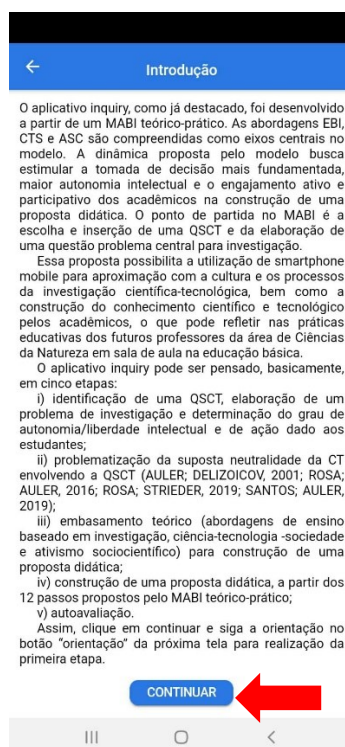 Introdução
O aplicativo inquiry, como já destacado, foi desenvolvido
a partir de um MABI teórico-prático. As abordagens EBI,
CTS e ASC são compreendidas como eixos centrais no
modelo. A dinâmica proposta pelo modelo busca
estimular a tomada de decisão mais fundamentada,
maior autonomia intelectual e o engajamento ativo e
participativo dos acadêmicos na construção de uma
proposta didática. O ponto de partida no MABI é a
escolha e inserção de uma QSCT e da elaboração de
uma questão problema central para investigação.
Essa proposta possibilita a utilização de smartphone
mobile para aproximação com a cultura e os processos
da investigação científica-tecnológica, bem como a
construção do conhecimento científico e tecnológico
pelos acadêmicos, o que pode refletir nas práticas
educativas dos futuros professores da área de Ciências
da Natureza em sala de aula na educação básica.
O aplicativo inquiry pode ser pensado, basicamente,
em cinco etapas:
i) identificação de uma QSCT, elaboração de um
problema de investigação e determinação do grau de
autonomia/liberdade intelectual e de ação dado aos
estudantes;
ii) problematização da suposta neutralidade da CT
envolvendo a QSCT (AULER; DELIZOICOV, 2001; ROSA;
AULER, 2016; ROSA; STRIEDER, 2019; SANTOS; AULER,
2019);
iii) embasamento teórico (abordagens de ensino
baseado em investigação, ciência-tecnologia -sociedade
e ativismo sociocientífico) para construção de uma
proposta didática;
iv) construção de uma proposta didática, a partir dos
12 passos propostos pelo MABI teórico-prático;
v) autoavaliação.
Assim, clique em continuar e siga a orientação no
botão “orientação” da próxima tela para realização da
primeira etapa.
CONTINUAR